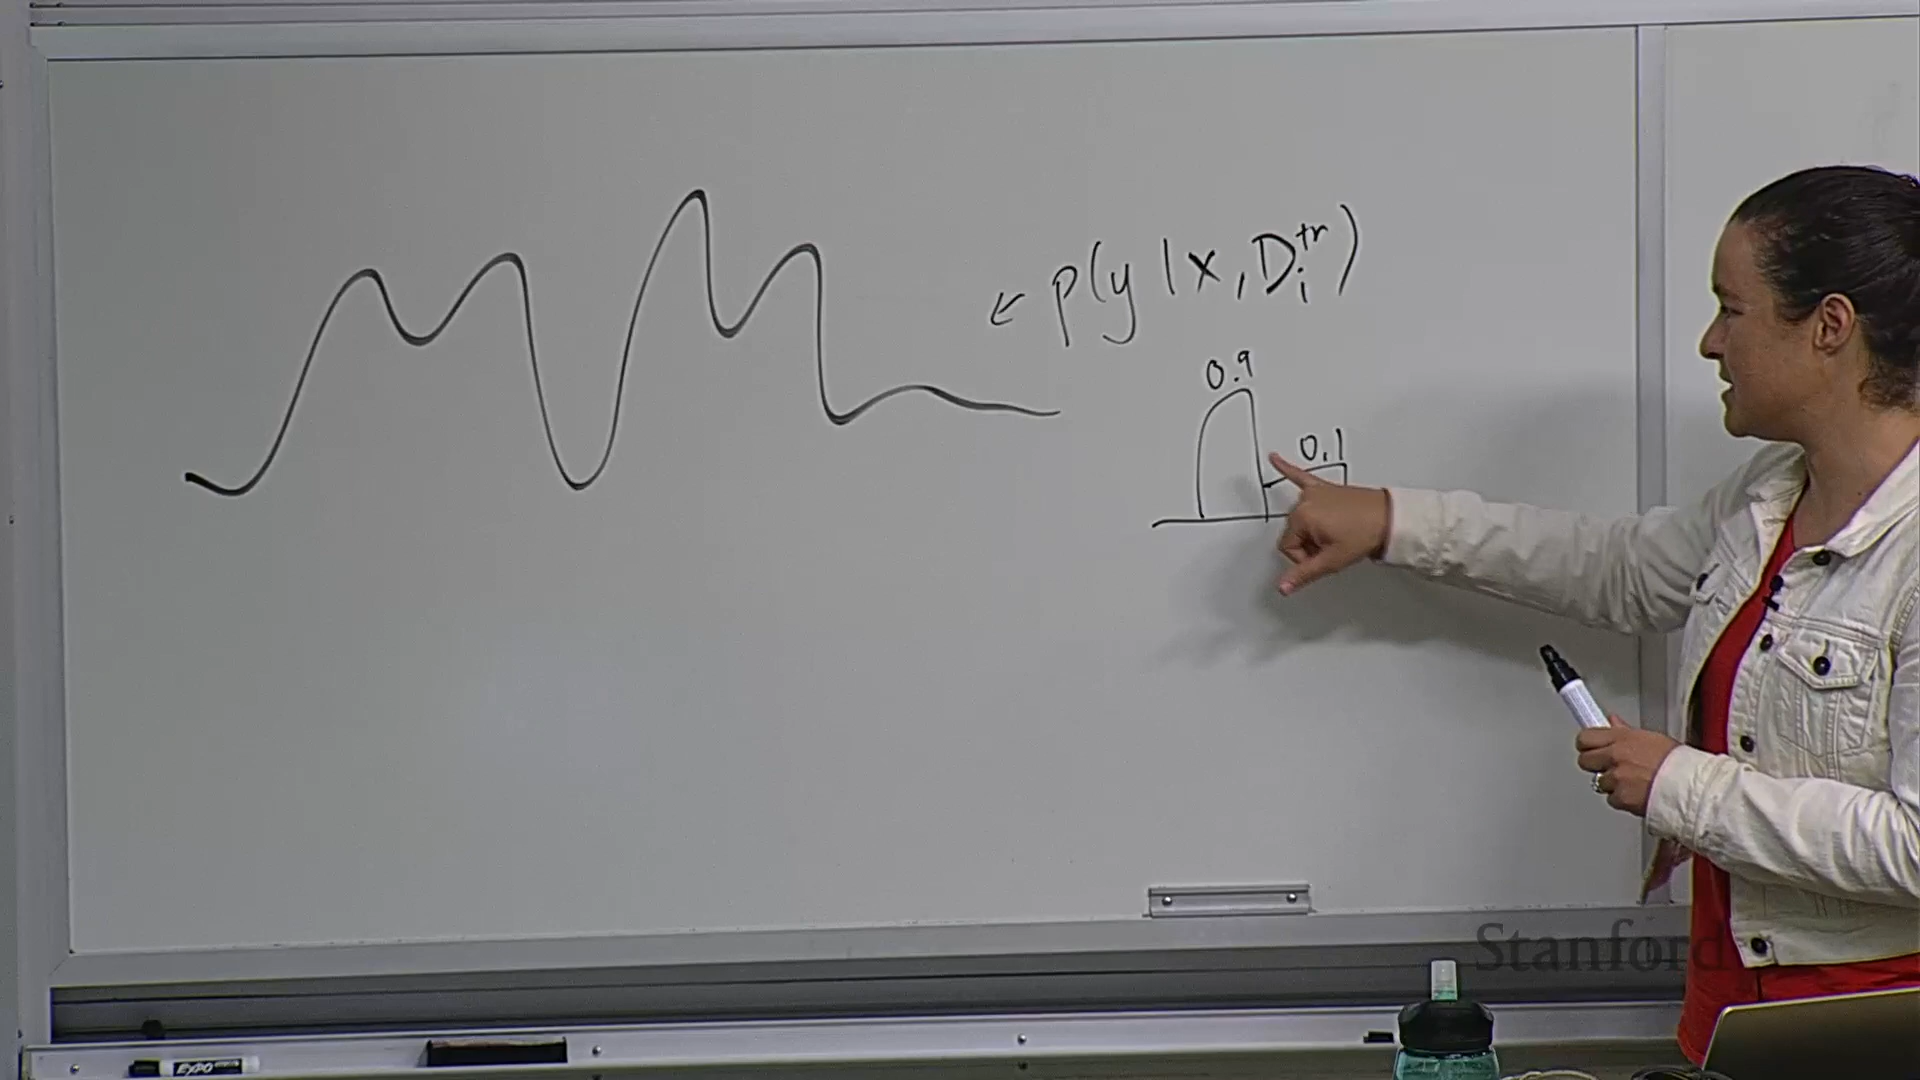 ← p(y | x, D_i^tr)
0.9
0.1
Stanford
EXPO